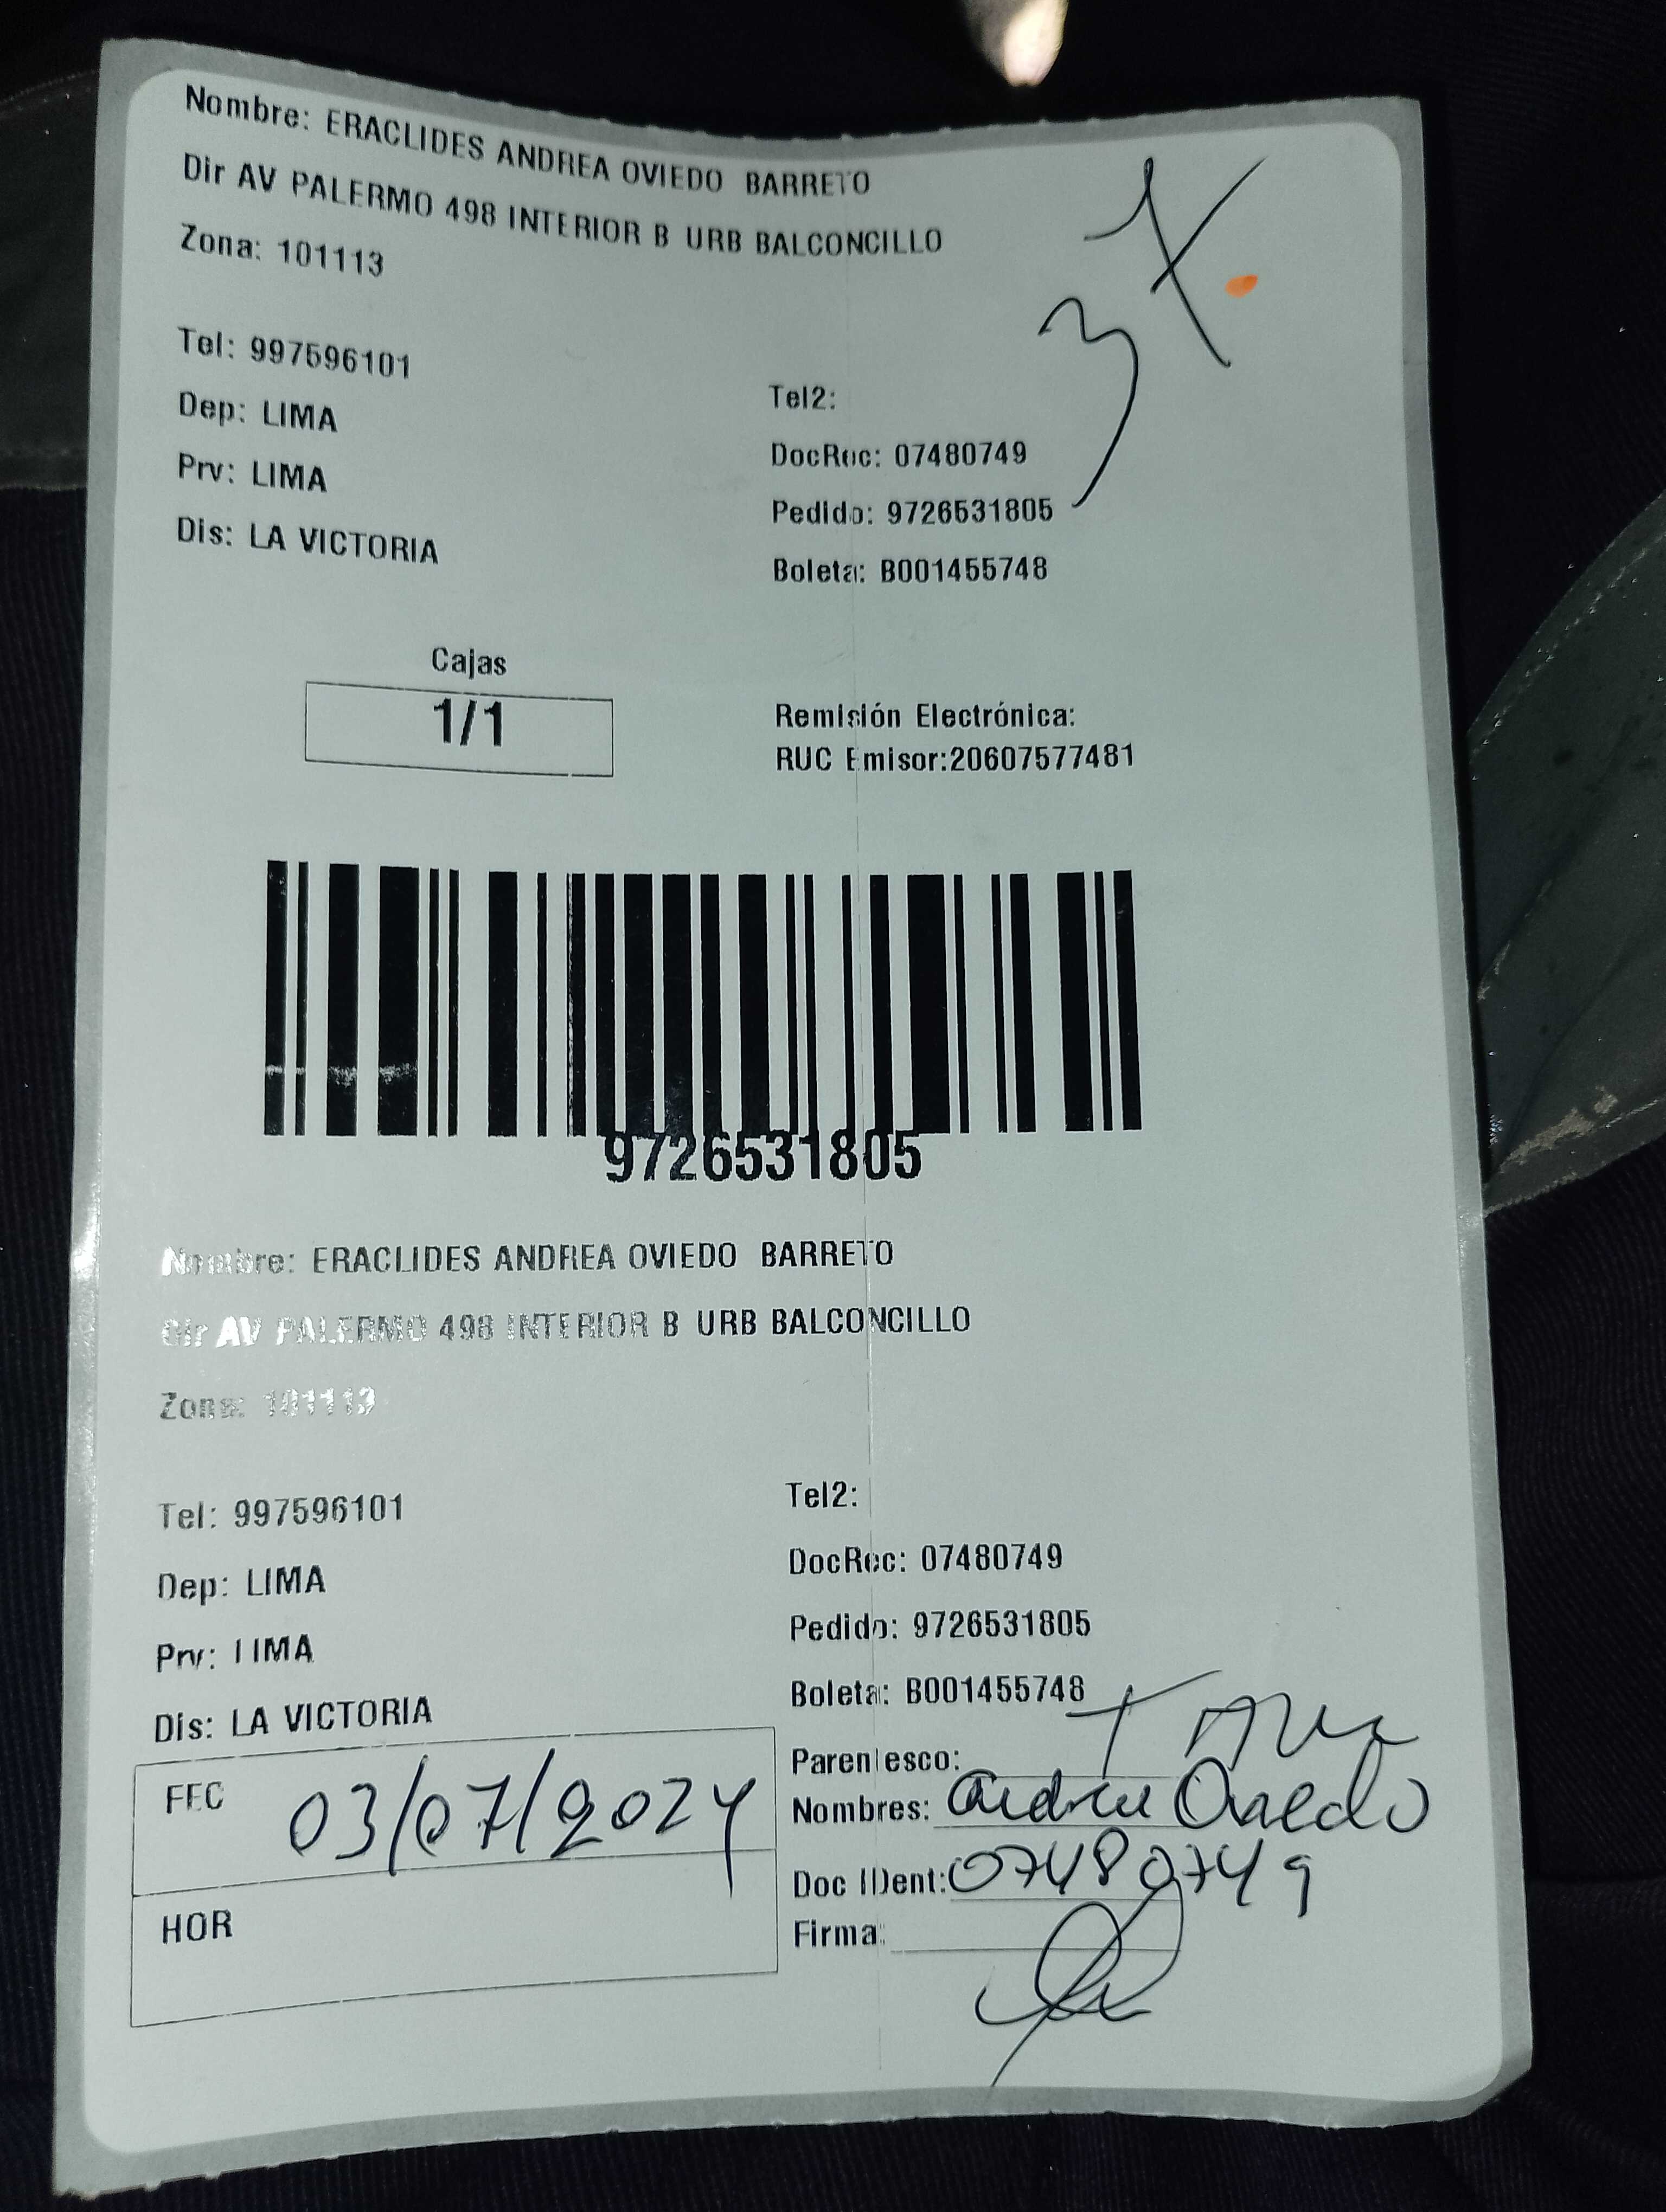 Nombre: ERACLIDES ANDREA OVIEDO BARRETO
Dir AV PALERMO 498 INTERIOR B URB BALCONCILLO
Zona: 101113
Tel: 997596101
Tel2:
Dep: LIMA
DocRec: 07480749
Prv: LIMA
Pedido: 9726531805
Dis: LA VICTORIA
Boleta: B001455748
Cajas
1/1
Remisión Electrónica:
RUC Emisor:20607577481
9726531805
Nombre: ERACLIDES ANDREA OVIEDO BARRETO
Dir AV PALERMO 498 INTERIOR B URB BALCONCILLO
Zona: 101113
Tel: 997596101
Tel2:
Dep: LIMA
DocRec: 07480749
Prv: LIMA
Pedido: 9726531805
Dis: LA VICTORIA
Boleta: B001455748
FEC 03/07/2024
Parentesco:
Nombres: Andrea Oviedo
Doc IDent: 07480749
HOR
Firma: